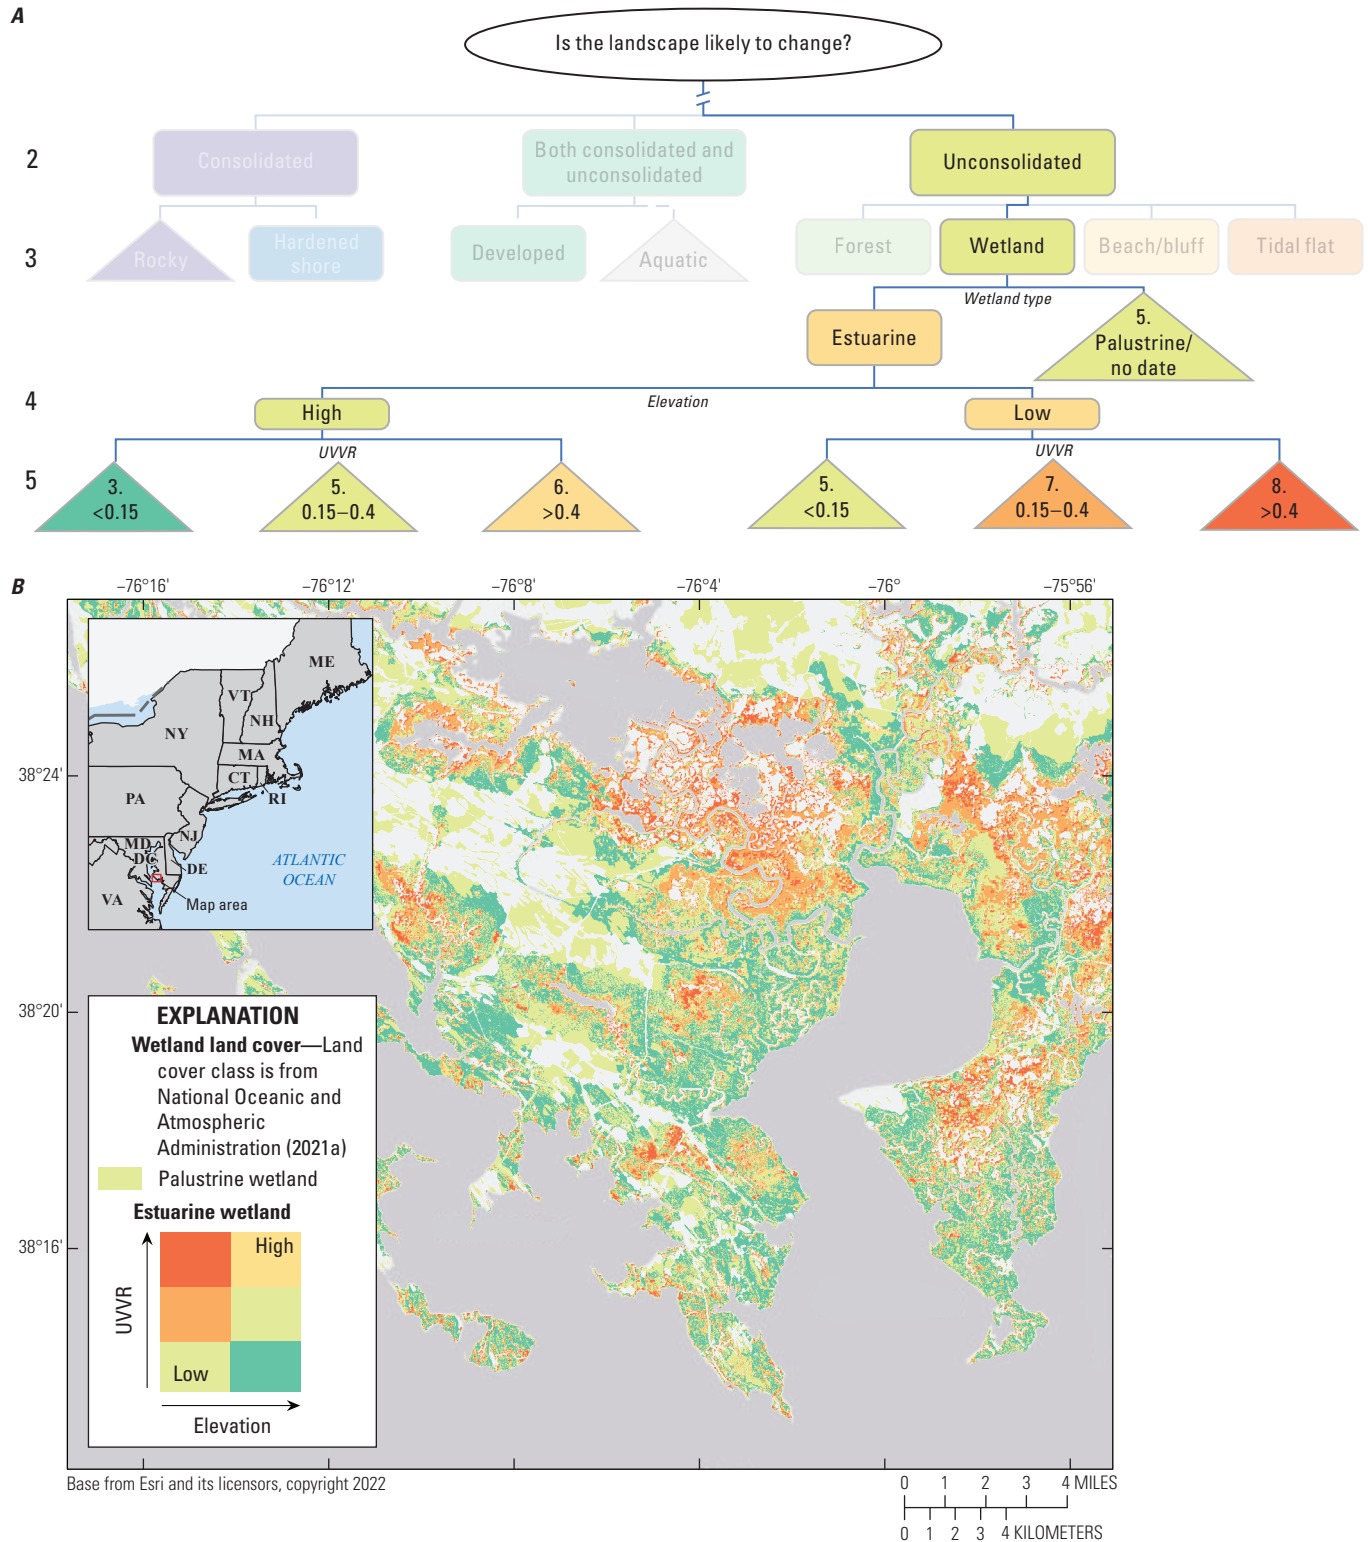 A
Is the landscape likely to change?
2
Consolidated
Both consolidated and
unconsolidated
Unconsolidated
3
Rocky
Hardened
shore
Developed
Aquatic
Forest
Wetland
Beach/bluff
Tidal flat
Wetland type
Estuarine
5.
Palustrine/
no date
4
High
Elevation
Low
UVVR
UVVR
5
3.
<0.15
5.
0.15–0.4
6.
>0.4
5.
<0.15
7.
0.15–0.4
8.
>0.4
B
–76°16'
–76°12'
–76°8'
–76°4'
–76°
–75°56'
38°24'
38°20'
38°16'
ME
VT
NH
NY
MA
CT
RI
PA
NJ
MD
DC
DE
VA
ATLANTIC
OCEAN
Map area
EXPLANATION
Wetland land cover—Land
cover class is from
National Oceanic and
Atmospheric
Administration (2021a)
Palustrine wetland
Estuarine wetland
High
UVVR
Low
Elevation
Base from Esri and its licensors, copyright 2022
0 1 2 3 4 MILES
0 1 2 3 4 KILOMETERS